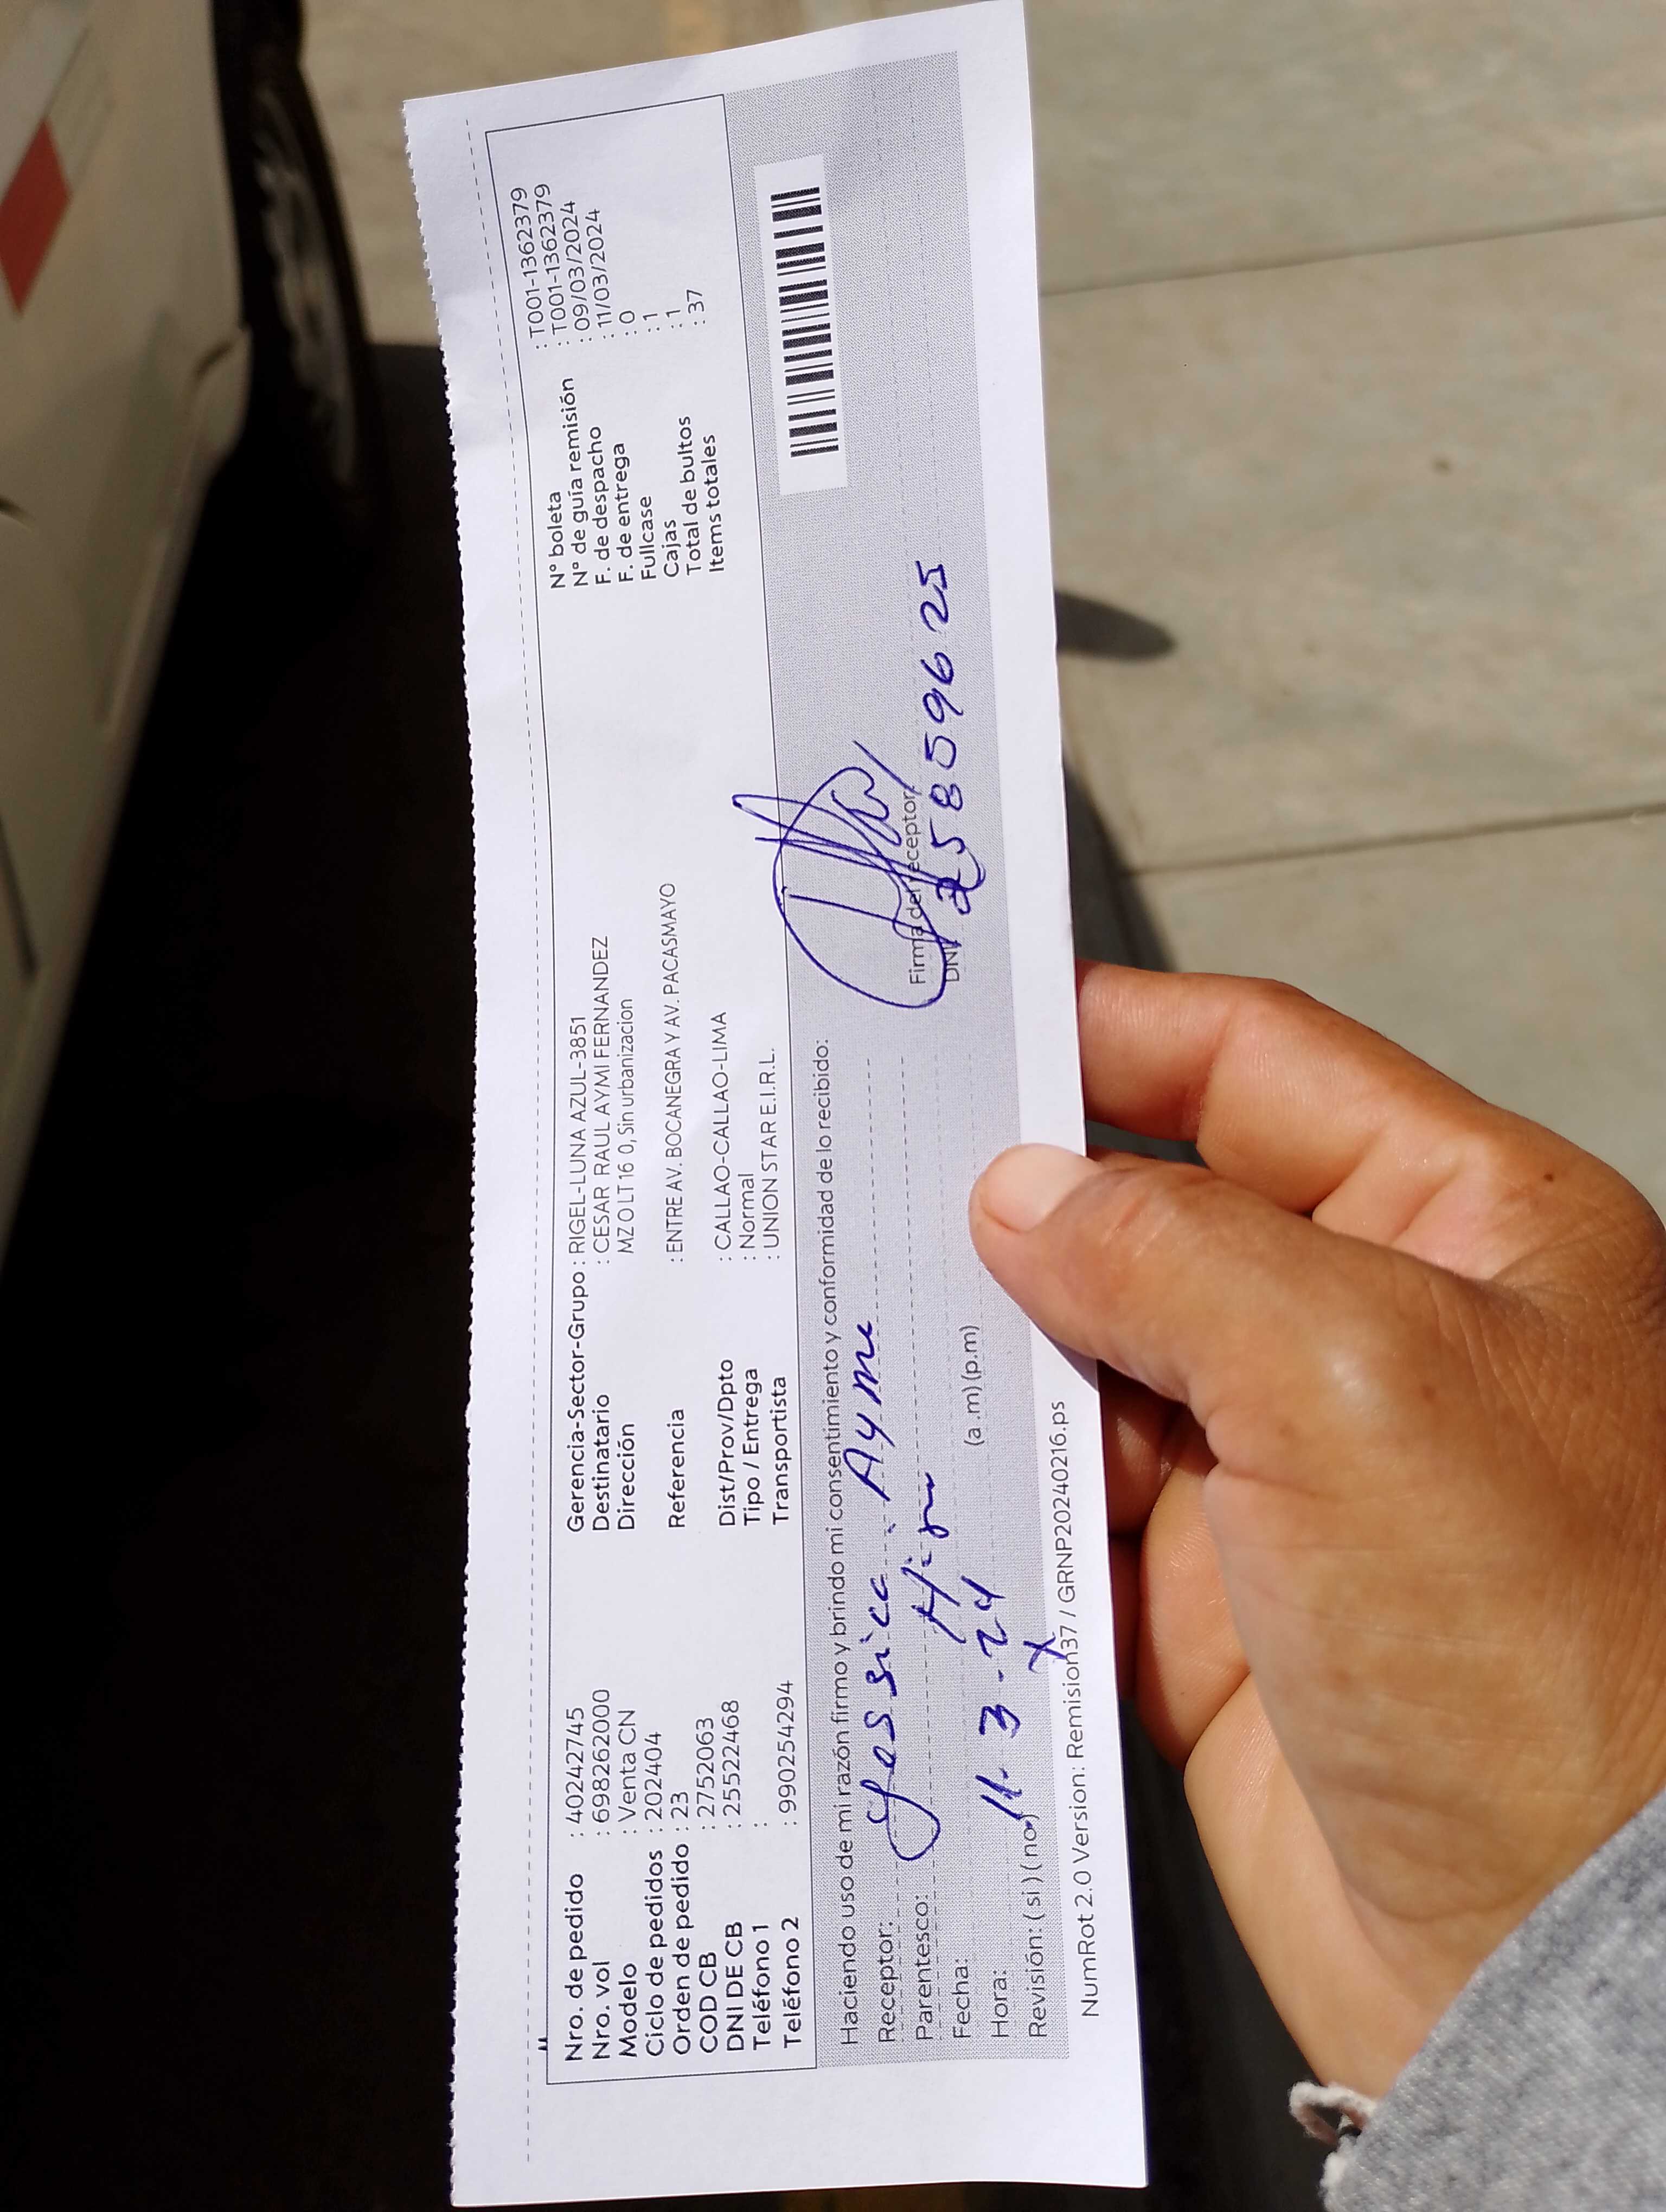 Nro. de pedido : 40242745
Nro. vol : 698262000
Modelo : Venta CN
Ciclo de pedidos : 202404
Orden de pedido : 23
COD CB : 2752063
DNI DE CB : 25522468
Teléfono 1 :
Teléfono 2 : 990254294
Gerencia-Sector-Grupo : RIGEL-LUNA AZUL-3851
Destinatario : CESAR RAUL AYMI FERNANDEZ
Dirección MZ O LT 16 0, Sin urbanizacion
Referencia : ENTRE AV. BOCANEGRA Y AV. PACASMAYO
Dist/Prov/Dpto : CALLAO-CALLAO-LIMA
Tipo / Entrega : Normal
Transportista : UNION STAR E.I.R.L.
N° boleta : T001-1362379
N° de guía remisión : T001-1362379
F. de despacho : 09/03/2024
F. de entrega : 11/03/2024
Fullcase : 0
Cajas : 1
Total de bultos : 1
Items totales : 37
Haciendo uso de mi razón firmo y brindo mi consentimiento y conformidad de lo recibido:
Receptor: Yessica Ayme
Parentesco:
Fecha: 11. 3 - 24
Hora: (a .m) (p.m)
Revisión: ( si ) ( no ) X
Firma del receptor
DNI 25859625
NumRot 2.0 Version: Remision37 / GRNP20240216.ps